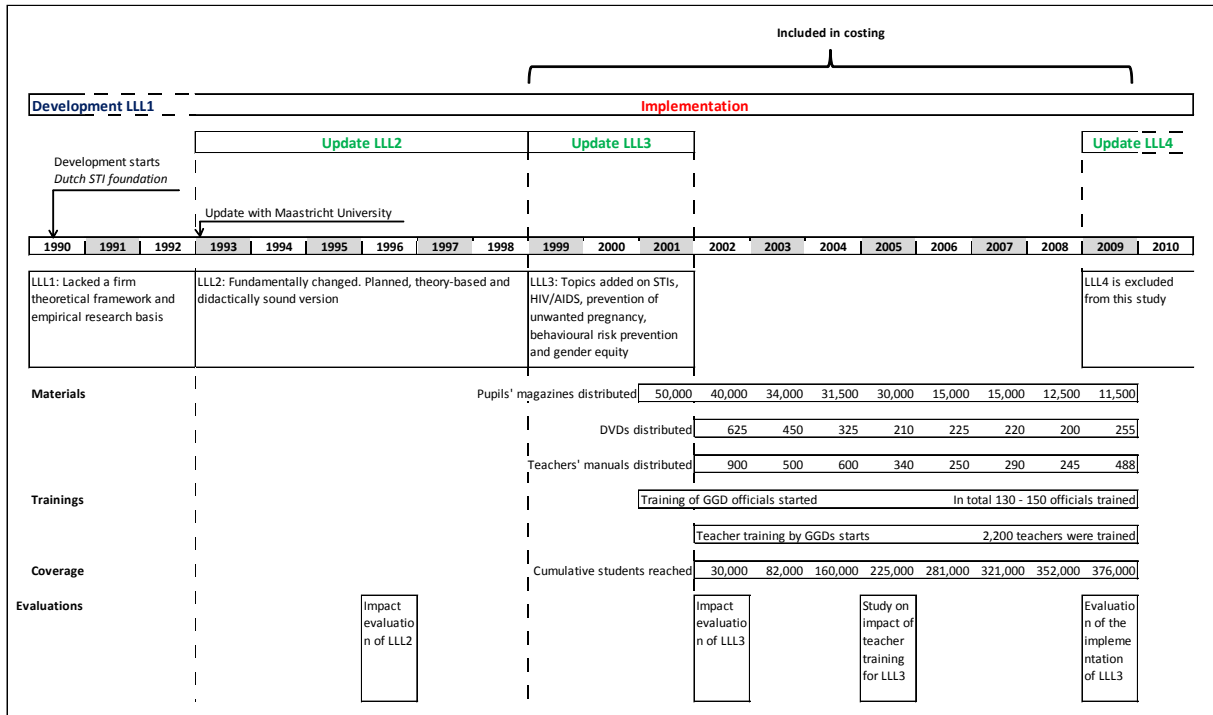 Included in costing
Development LLL1
Implementation
Update LLL2
Update LLL3
Update LLL4
Development starts
Dutch STI foundation
Update with Maastricht University
1990 1991 1992 1993 1994 1995 1996 1997 1998 1999 2000 2001 2002 2003 2004 2005 2006 2007 2008 2009 2010
LLL1: Lacked a firm
theoretical framework and
empirical research basis
LLL2: Fundamentally changed. Planned, theory-based and
didactically sound version
LLL3: Topics added on STIs,
HIV/AIDS, prevention of
unwanted pregnancy,
behavioural risk prevention
and gender equity
LLL4 is excluded
from this study
Materials
Pupils' magazines distributed 50,000 40,000 34,000 31,500 30,000 15,000 15,000 12,500 11,500
DVDs distributed 625 450 325 210 225 220 200 255
Teachers' manuals distributed 900 500 600 340 250 290 245 488
Trainings
Training of GGD officials started In total 130 - 150 officials trained
Teacher training by GGDs starts 2,200 teachers were trained
Coverage
Cumulative students reached 30,000 82,000 160,000 225,000 281,000 321,000 352,000 376,000
Evaluations
Impact
evaluatio
n of LLL2
Impact
evaluatio
n of LLL3
Study on
impact of
teacher
training
for LLL3
Evaluatio
n of the
impleme
ntation
of LLL3